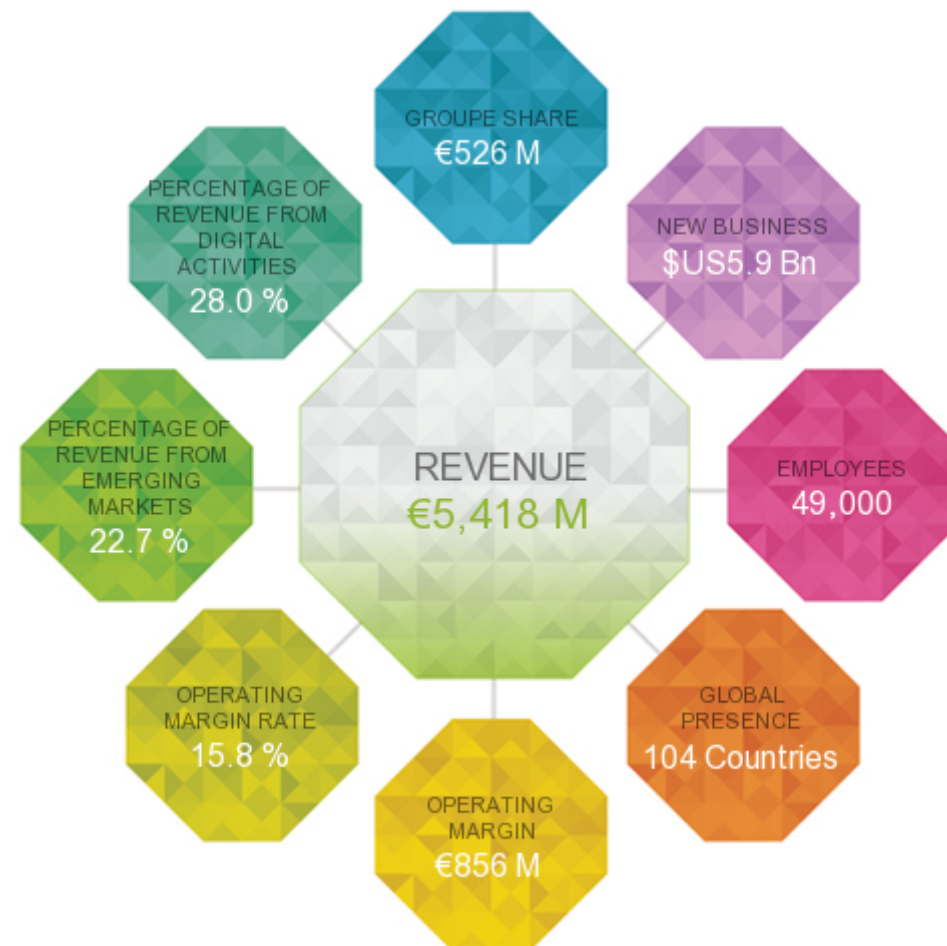 GROUPE SHARE
€526 M
NEW BUSINESS
$US5.9 Bn
EMPLOYEES
49,000
GLOBAL
PRESENCE
104 Countries
OPERATING
MARGIN
€856 M
OPERATING
MARGIN RATE
15.8 %
PERCENTAGE OF
REVENUE FROM
EMERGING
MARKETS
22.7 %
PERCENTAGE OF
REVENUE FROM
DIGITAL
ACTIVITIES
28.0 %
REVENUE
€5,418 M